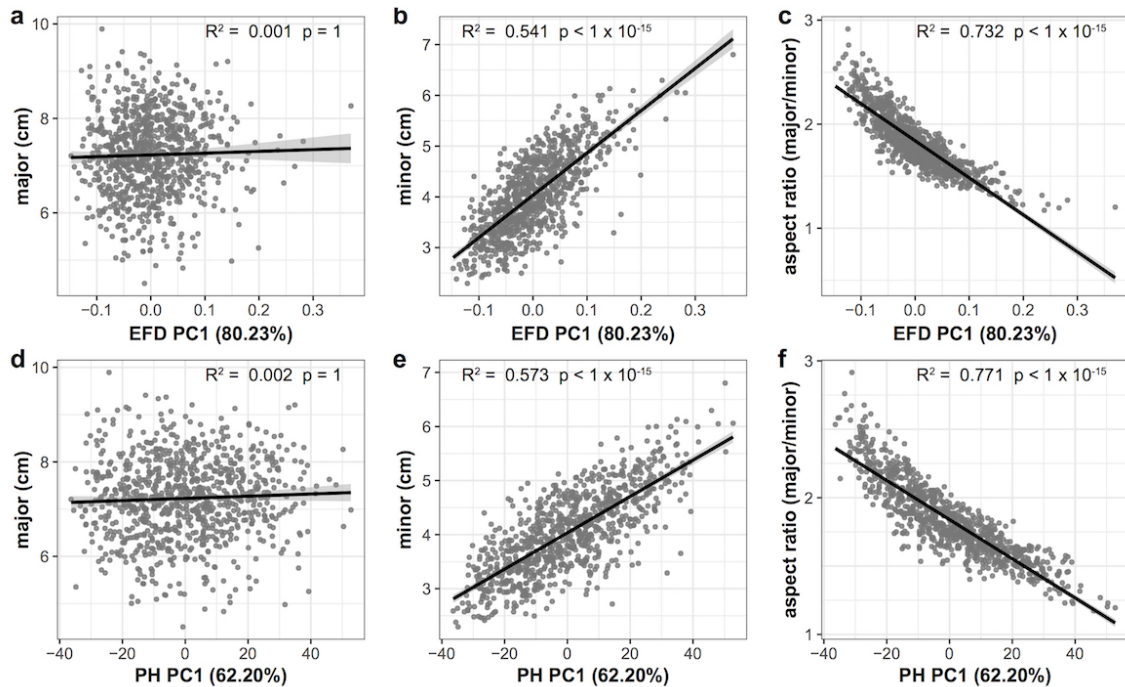 a
R² = 0.001 p = 1
10
8
6
major (cm)
−0.1 0.0 0.1 0.2 0.3
EFD PC1 (80.23%)
b
R² = 0.541 p < 1 x 10⁻¹⁵
7
6
5
4
3
minor (cm)
−0.1 0.0 0.1 0.2 0.3
EFD PC1 (80.23%)
c
R² = 0.732 p < 1 x 10⁻¹⁵
3
2
1
aspect ratio (major/minor)
−0.1 0.0 0.1 0.2 0.3
EFD PC1 (80.23%)
d
R² = 0.002 p = 1
10
8
6
major (cm)
−40 −20 0 20 40
PH PC1 (62.20%)
e
R² = 0.573 p < 1 x 10⁻¹⁵
7
6
5
4
3
minor (cm)
−40 −20 0 20 40
PH PC1 (62.20%)
f
R² = 0.771 p < 1 x 10⁻¹⁵
3
2
1
aspect ratio (major/minor)
−40 −20 0 20 40
PH PC1 (62.20%)